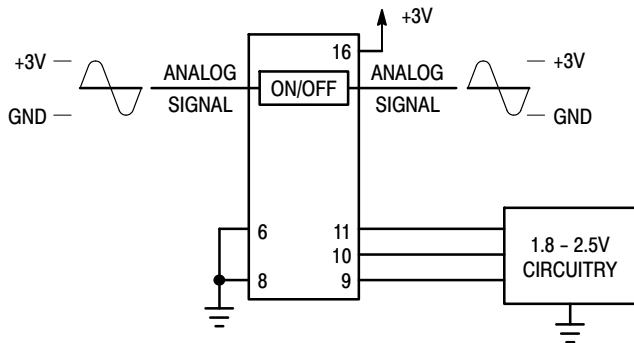 +3V
16
+3V
ANALOG
SIGNAL
ON/OFF
ANALOG
SIGNAL
+3V
GND
GND
6
11
10
8
9
1.8 – 2.5V
CIRCUITRY